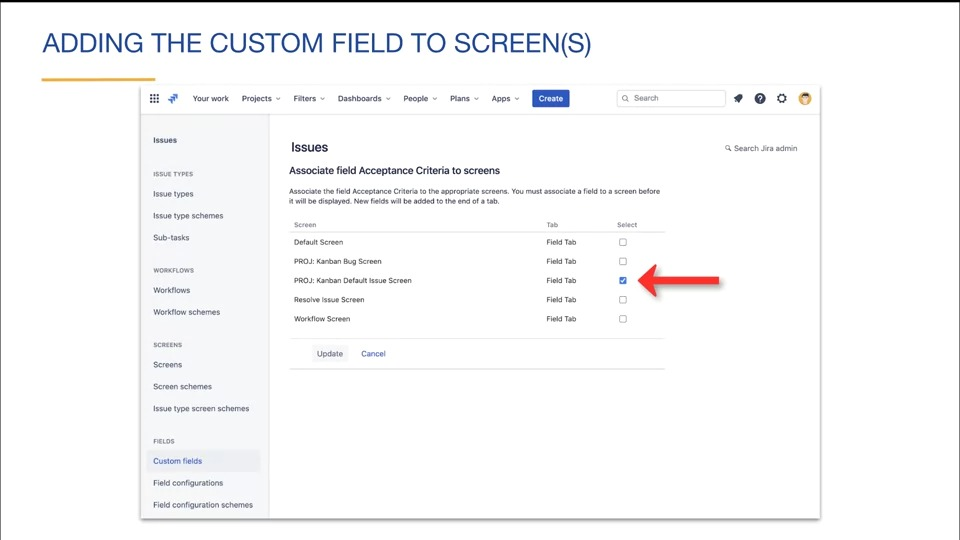 ADDING THE CUSTOM FIELD TO SCREEN(S)
Your work Projects Filters Dashboards People Plans Apps Create Search
Issues
ISSUE TYPES
Issue types
Issue type schemes
Sub-tasks
WORKFLOWS
Workflows
Workflow schemes
SCREENS
Screens
Screen schemes
Issue type screen schemes
FIELDS
Custom fields
Field configurations
Field configuration schemes
Issues
Search Jira admin
Associate field Acceptance Criteria to screens
Associate the field Acceptance Criteria to the appropriate screens. You must associate a field to a screen before
it will be displayed. New fields will be added to the end of a tab.
Screen Tab Select
Default Screen Field Tab
PROJ: Kanban Bug Screen Field Tab
PROJ: Kanban Default Issue Screen Field Tab
Resolve Issue Screen Field Tab
Workflow Screen Field Tab
Update Cancel